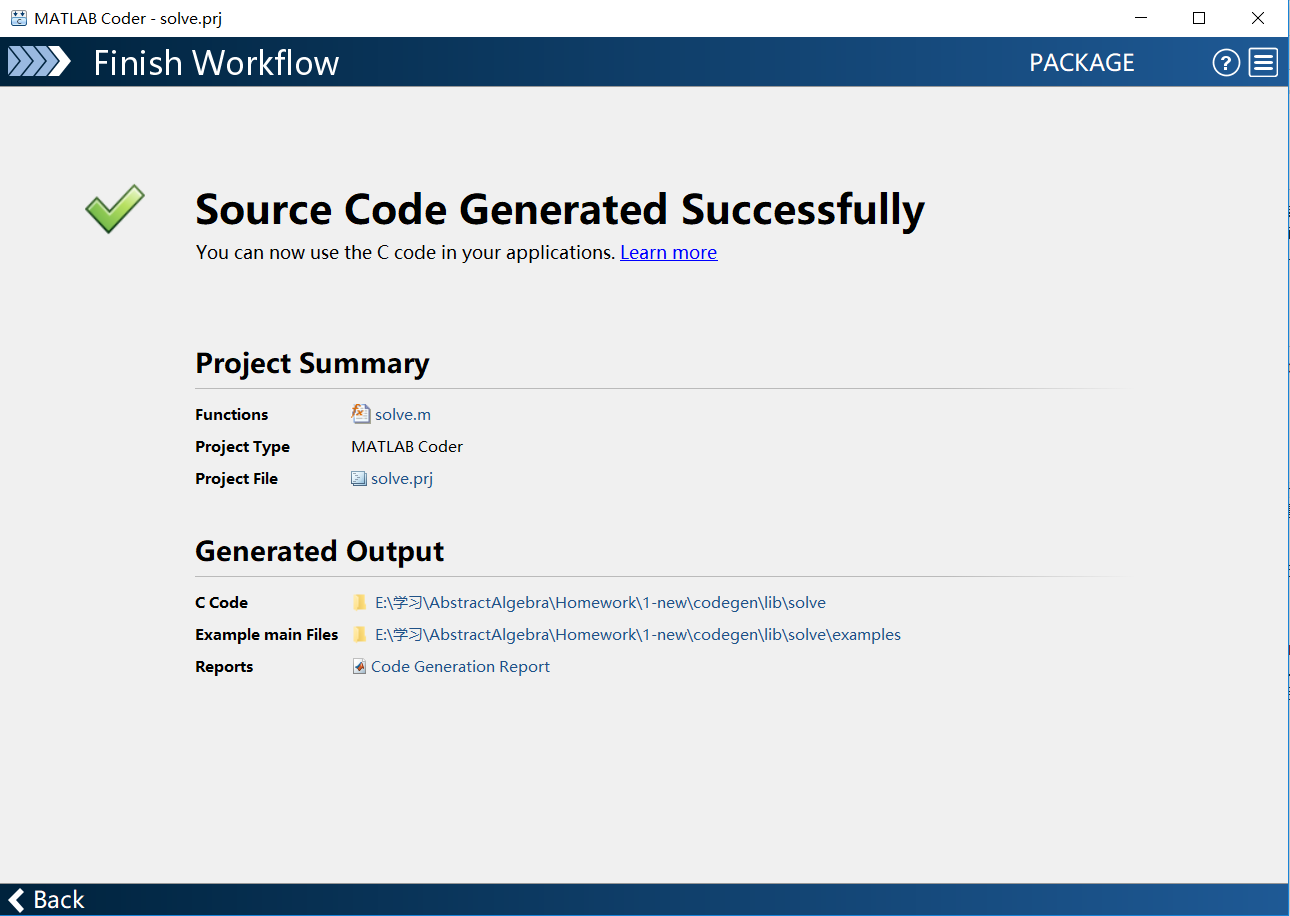 MATLAB Coder - solve.prj
Finish Workflow PACKAGE ?
Source Code Generated Successfully
You can now use the C code in your applications. Learn more
Project Summary
Functions solve.m
Project Type MATLAB Coder
Project File solve.prj
Generated Output
C Code E:\学习\AbstractAlgebra\Homework\1-new\codegen\lib\solve
Example main Files E:\学习\AbstractAlgebra\Homework\1-new\codegen\lib\solve\examples
Reports Code Generation Report
Back